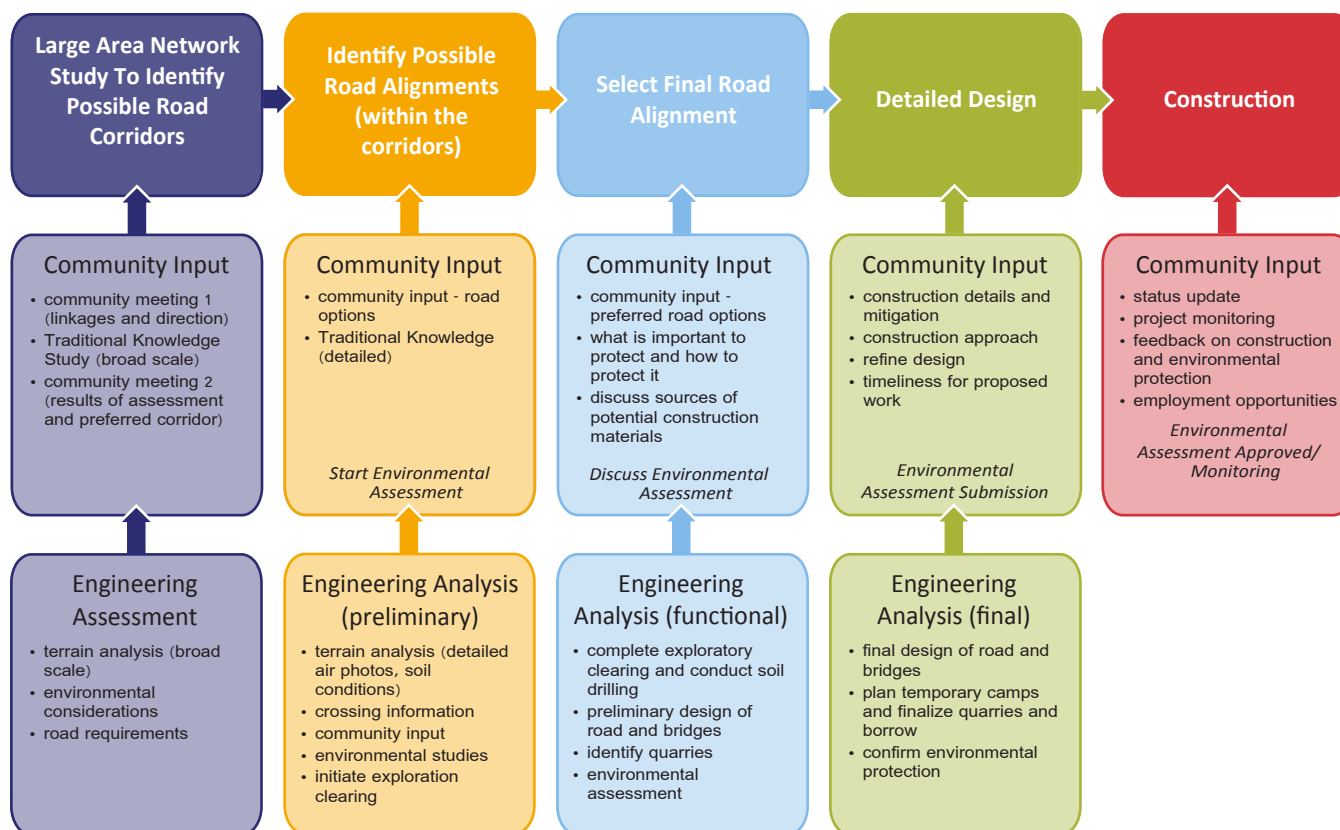 Large Area Network
Study To Identify
Possible Road
Corridors
Identify Possible
Road Alignments
(within the
corridors)
Select Final Road
Alignment
Detailed Design
Construction
Community Input
• community meeting 1
(linkages and direction)
• Traditional Knowledge
Study (broad scale)
• community meeting 2
(results of assessment
and preferred corridor)
Community Input
• community input - road
options
• Traditional Knowledge
(detailed)
Start Environmental
Assessment
Community Input
• community input -
preferred road options
• what is important to
protect and how to
protect it
• discuss sources of
potential construction
materials
Discuss Environmental
Assessment
Community Input
• construction details and
mitigation
• construction approach
• refine design
• timeliness for proposed
work
Environmental
Assessment Submission
Community Input
• status update
• project monitoring
• feedback on construction
and environmental
protection
• employment opportunities
Environmental
Assessment Approved/
Monitoring
Engineering
Assessment
• terrain analysis (broad
scale)
• environmental
considerations
• road requirements
Engineering Analysis
(preliminary)
• terrain analysis (detailed
air photos, soil
conditions)
• crossing information
• community input
• environmental studies
• initiate exploration
clearing
Engineering
Analysis (functional)
• complete exploratory
clearing and conduct soil
drilling
• preliminary design of
road and bridges
• identify quarries
• environmental
assessment
Engineering
Analysis (final)
• final design of road and
bridges
• plan temporary camps
and finalize quarries and
borrow
• confirm environmental
protection